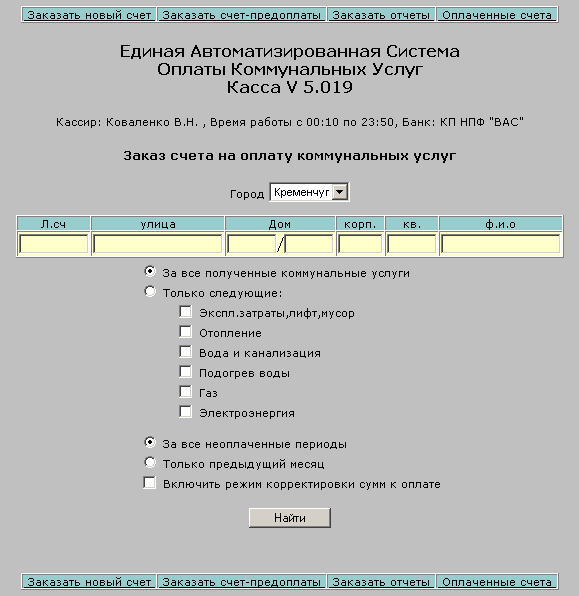 Заказать новый счет Заказать счет-предоплаты Заказать отчеты Оплаченные счета
Единая Автоматизированная Система
Оплаты Коммунальных Услуг
Касса V 5.019
Кассир: Коваленко В.Н. , Время работы с 00:10 по 23:50, Банк: КП НПФ "ВАС"
Заказ счета на оплату коммунальных услуг
Город Кременчуг
Л.сч улица Дом корп. кв. ф.и.о
/
За все полученные коммунальные услуги
Только следующие:
Экспл.затраты,лифт,мусор
Отопление
Вода и канализация
Подогрев воды
Газ
Электроэнергия
За все неоплаченные периоды
Только предыдущий месяц
Включить режим корректировки сумм к оплате
Найти
Заказать новый счет Заказать счет-предоплаты Заказать отчеты Оплаченные счета